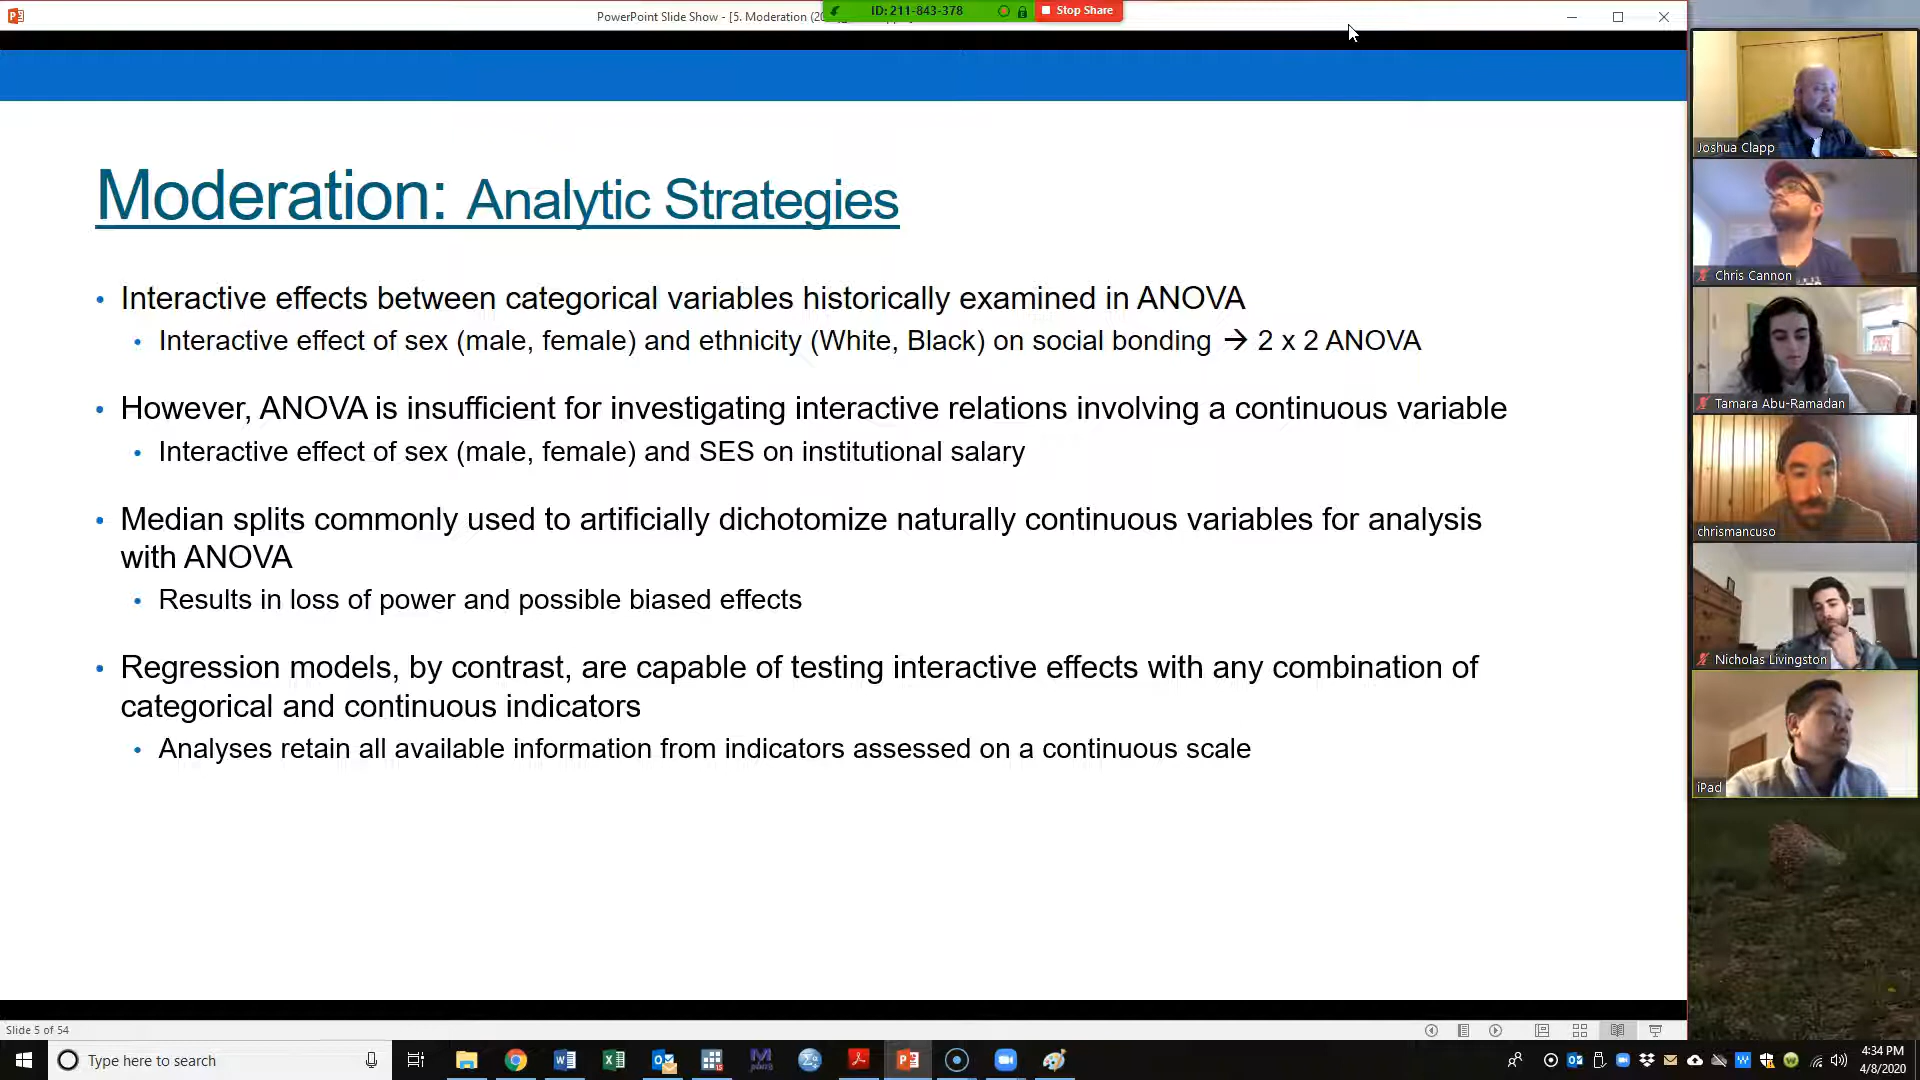 PowerPoint Slide Show - [5. Moderation (20
ID: 211-843-378
Stop Share
Moderation: Analytic Strategies
• Interactive effects between categorical variables historically examined in ANOVA
• Interactive effect of sex (male, female) and ethnicity (White, Black) on social bonding → 2 x 2 ANOVA
• However, ANOVA is insufficient for investigating interactive relations involving a continuous variable
• Interactive effect of sex (male, female) and SES on institutional salary
• Median splits commonly used to artificially dichotomize naturally continuous variables for analysis
with ANOVA
• Results in loss of power and possible biased effects
• Regression models, by contrast, are capable of testing interactive effects with any combination of
categorical and continuous indicators
• Analyses retain all available information from indicators assessed on a continuous scale
Joshua Clapp
Chris Cannon
Tamara Abu-Ramadan
chrismancuso
Nicholas Livingston
iPad
Slide 5 of 54
Type here to search
4:34 PM
4/8/2020